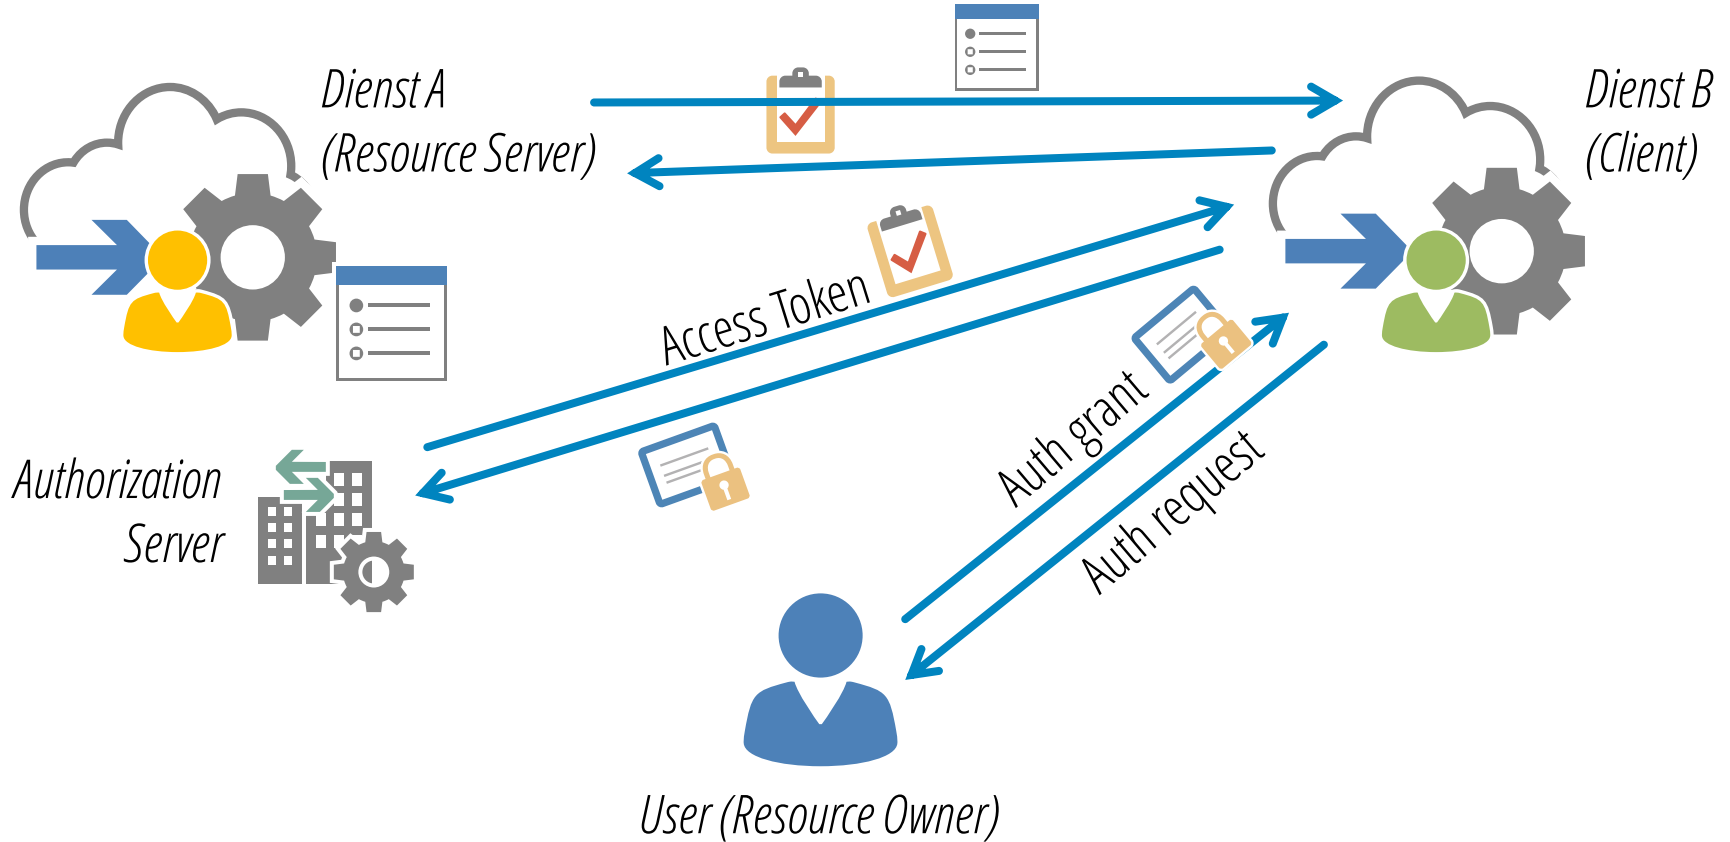 Dienst A
(Resource Server)
Dienst B
(Client)
Access Token
Auth grant
Auth request
Authorization
Server
User (Resource Owner)